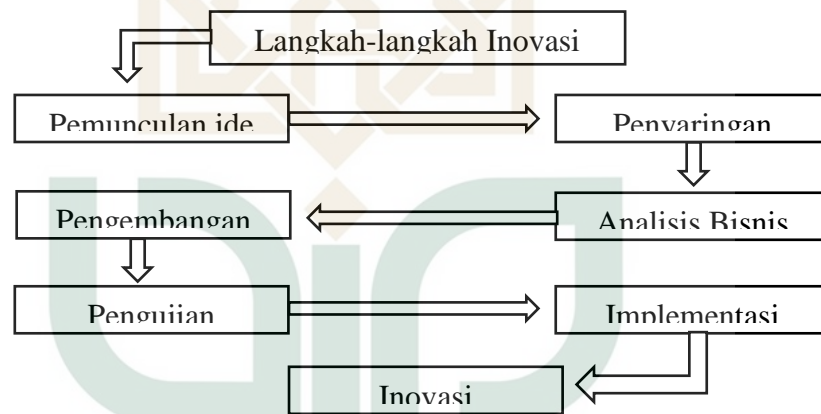 Langkah-langkah Inovasi
Pemunculan ide
Penyaringan
Analisis Bisnis
Pengembangan
Pengujian
Implementasi
Inovasi